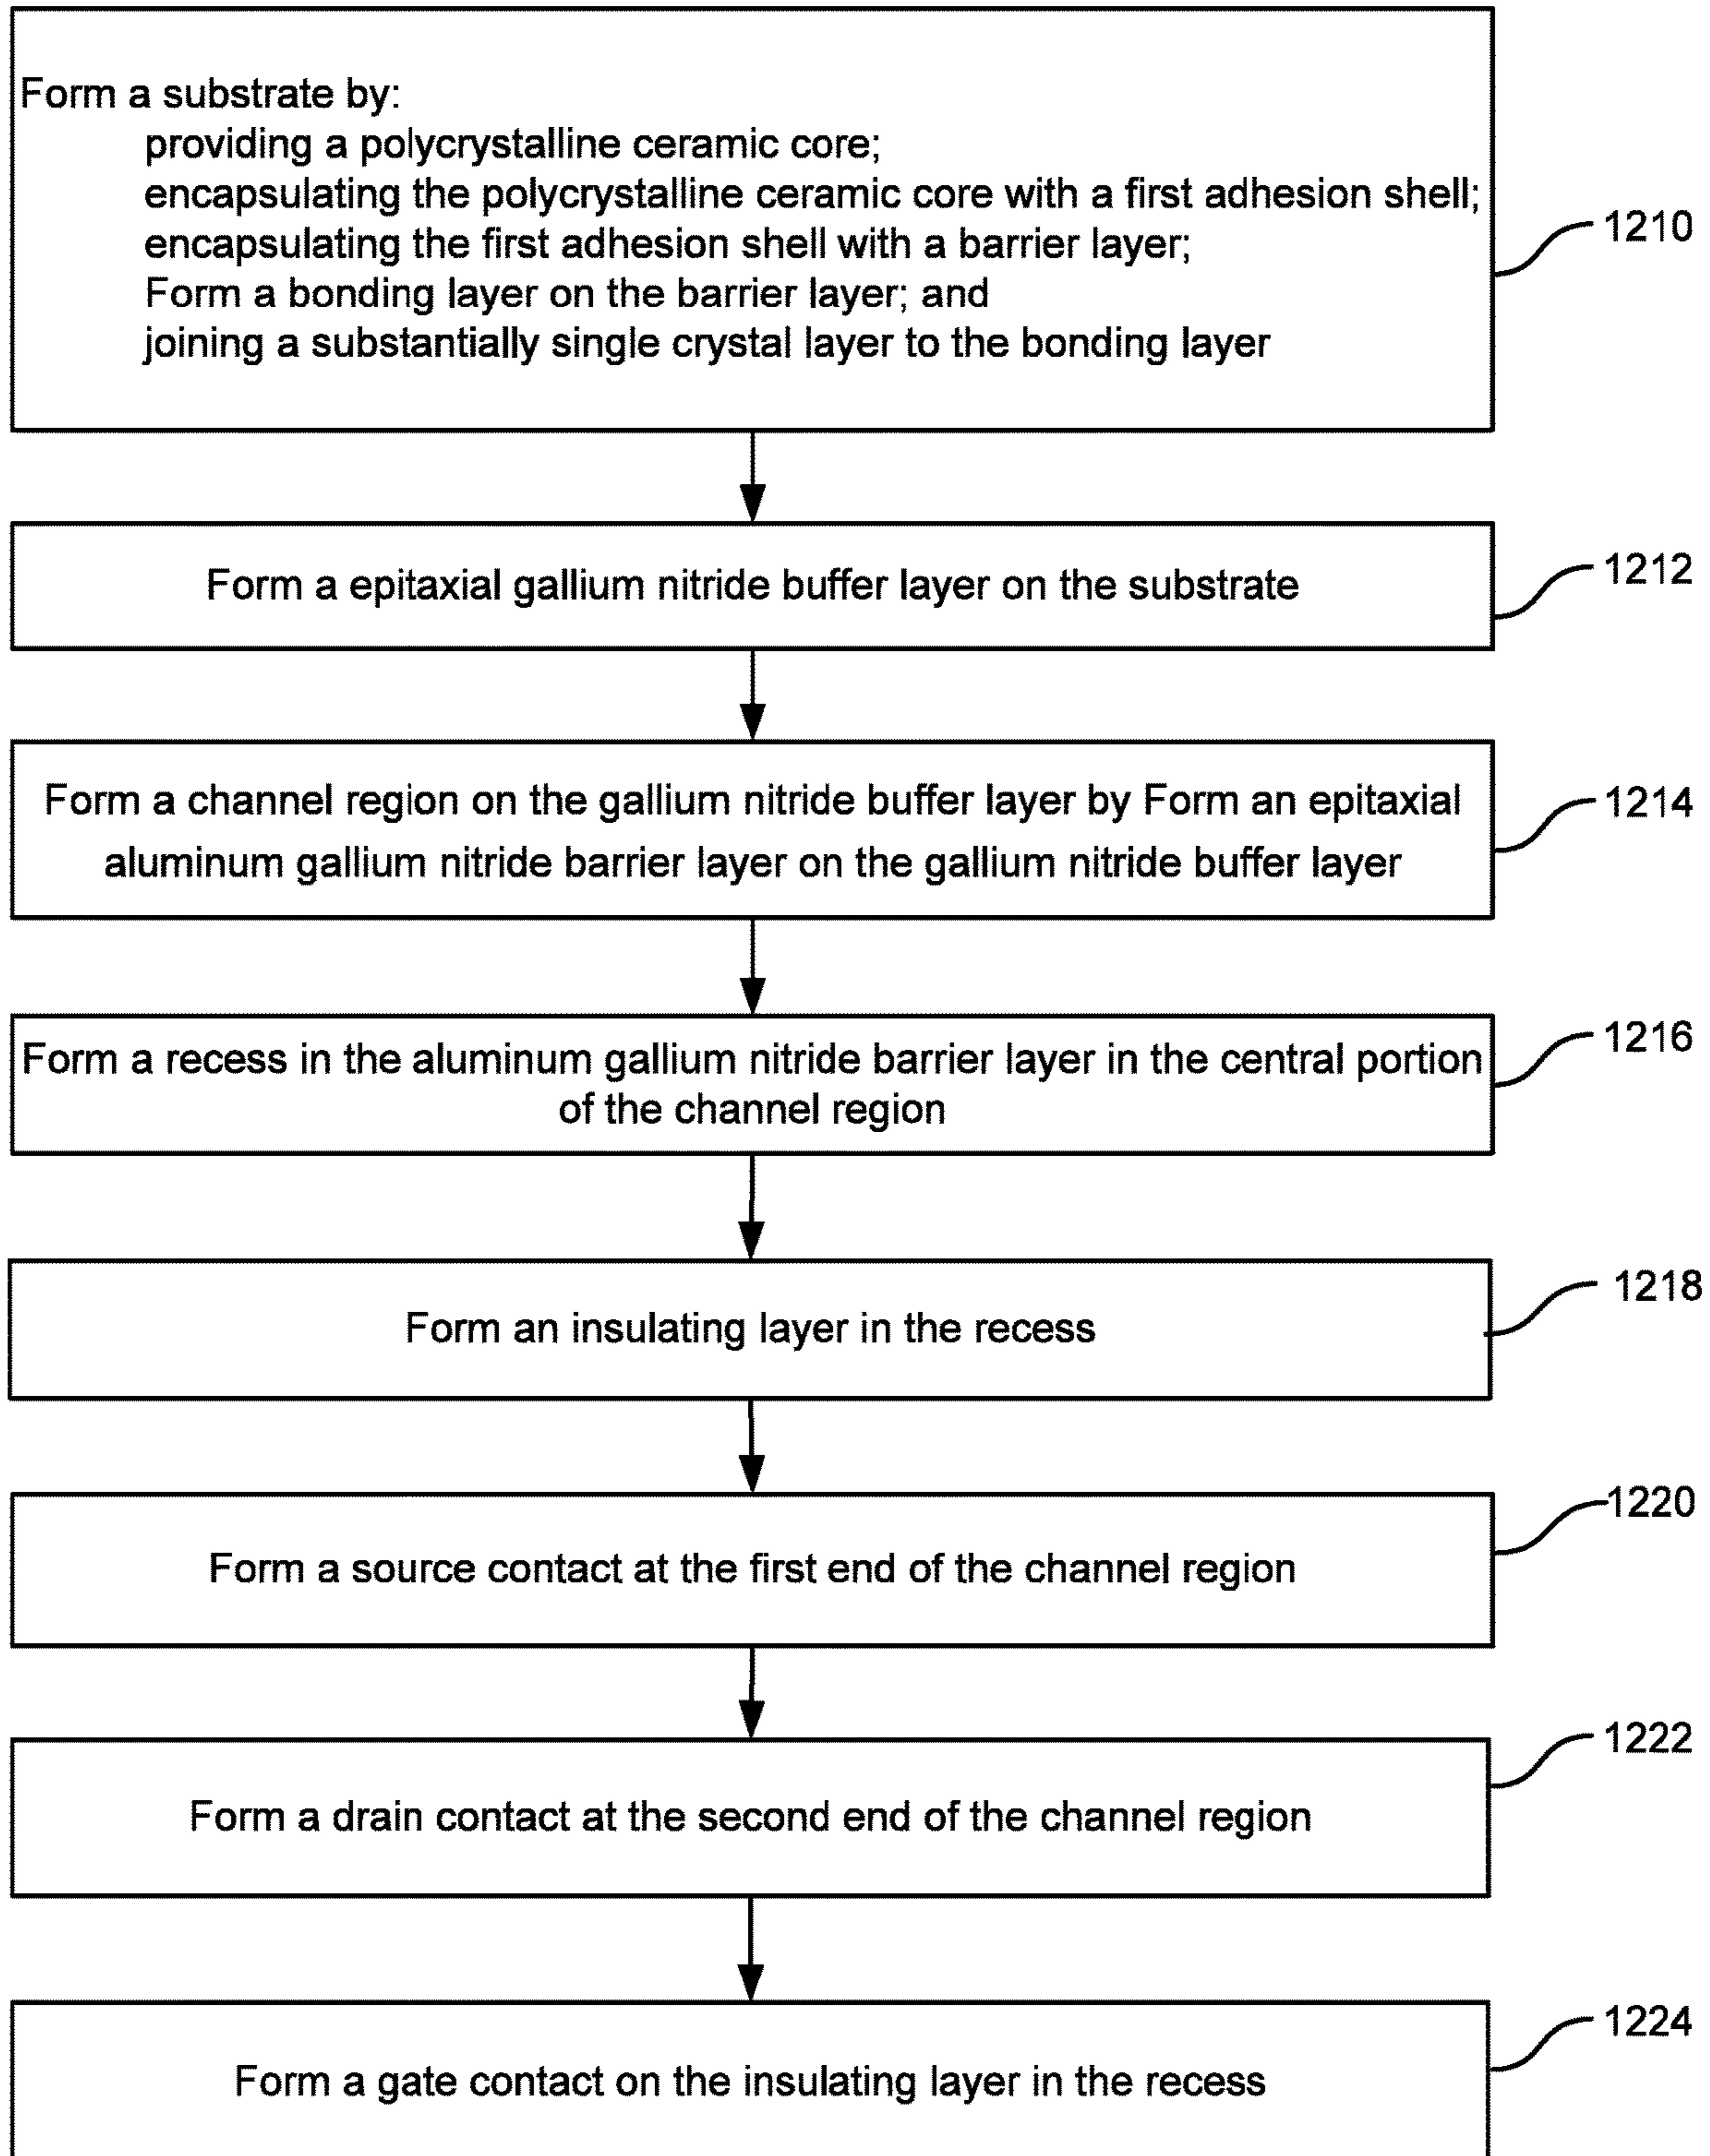 Form a substrate by:
providing a polycrystalline ceramic core;
encapsulating the polycrystalline ceramic core with a first adhesion shell;
encapsulating the first adhesion shell with a barrier layer;
Form a bonding layer on the barrier layer; and
joining a substantially single crystal layer to the bonding layer
1210
Form a epitaxial gallium nitride buffer layer on the substrate
1212
Form a channel region on the gallium nitride buffer layer by Form an epitaxial
aluminum gallium nitride barrier layer on the gallium nitride buffer layer
1214
Form a recess in the aluminum gallium nitride barrier layer in the central portion
of the channel region
1216
Form an insulating layer in the recess
1218
Form a source contact at the first end of the channel region
1220
Form a drain contact at the second end of the channel region
1222
Form a gate contact on the insulating layer in the recess
1224